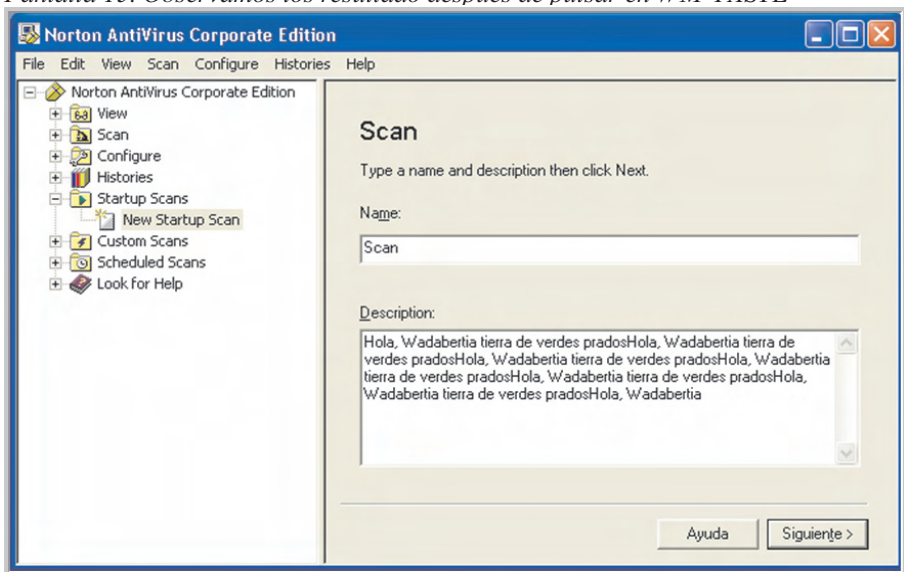 Pantalla 15: Observamos los resultado después de pulsar en WM-PASTE
Norton AntiVirus Corporate Edition
File Edit View Scan Configure Histories Help
Norton AntiVirus Corporate Edition
View
Scan
Configure
Histories
Startup Scans
New Startup Scan
Custom Scans
Scheduled Scans
Look for Help
Scan
Type a name and description then click Next.
Name:
Scan
Description:
Hola, Wadabertia tierra de verdes pradosHola, Wadabertia tierra de
verdes pradosHola, Wadabertia tierra de verdes pradosHola, Wadabertia
tierra de verdes pradosHola, Wadabertia tierra de verdes pradosHola,
Wadabertia tierra de verdes pradosHola, Wadabertia
Ayuda
Siguiente >